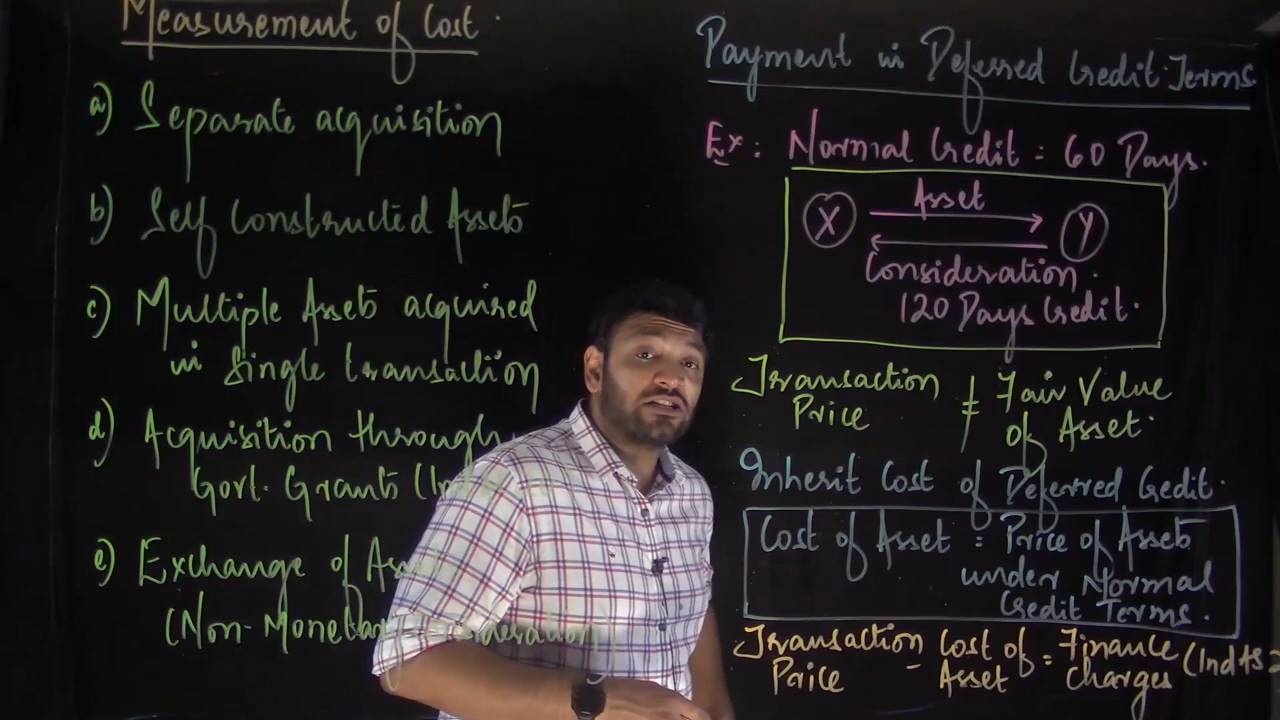 Measurement of Cost.
a) Separate acquisition
b) Self Constructed Assets
c) Multiple Assets acquired
in Single transaction
d) Acquisition through
Govt. Grants (
e) Exchange of
(Non-Monetary
Payment in Deferred Credit Terms.
Ex: Normal Credit = 60 Days.
X Asset Y
Consideration.
120 Days Credit.
Transaction Price ≠ Fair Value of Asset.
Inherit Cost of Deferred Credit.
Cost of Asset = Price of Assets
under Normal
Credit Terms.
Transaction Price - Cost of Asset = Finance Charges (Ind AS